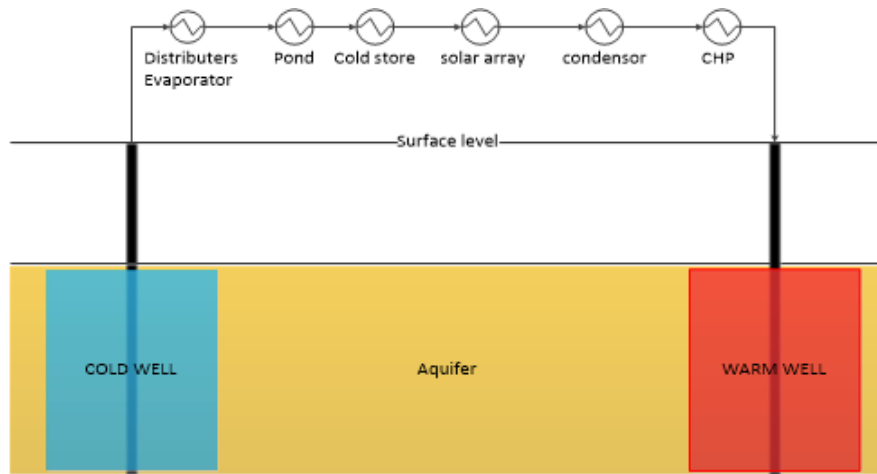 Distributers
Evaporator
Pond
Cold store
solar array
condensor
CHP
Surface level
COLD WELL
Aquifer
WARM WELL